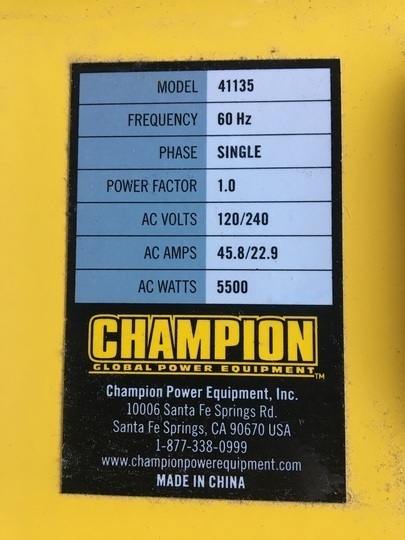 MODEL 41135
FREQUENCY 60 Hz
PHASE SINGLE
POWER FACTOR 1.0
AC VOLTS 120/240
AC AMPS 45.8/22.9
AC WATTS 5500
CHAMPION
GLOBAL POWER EQUIPMENT™
Champion Power Equipment, Inc.
10006 Santa Fe Springs Rd.
Santa Fe Springs, CA 90670 USA
1-877-338-0999
www.championpowerequipment.com
MADE IN CHINA